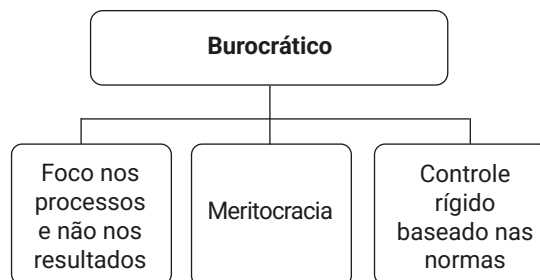 Burocrático
Foco nos
processos
e não nos
resultados
Meritocracia
Controle
rígido
baseado nas
normas